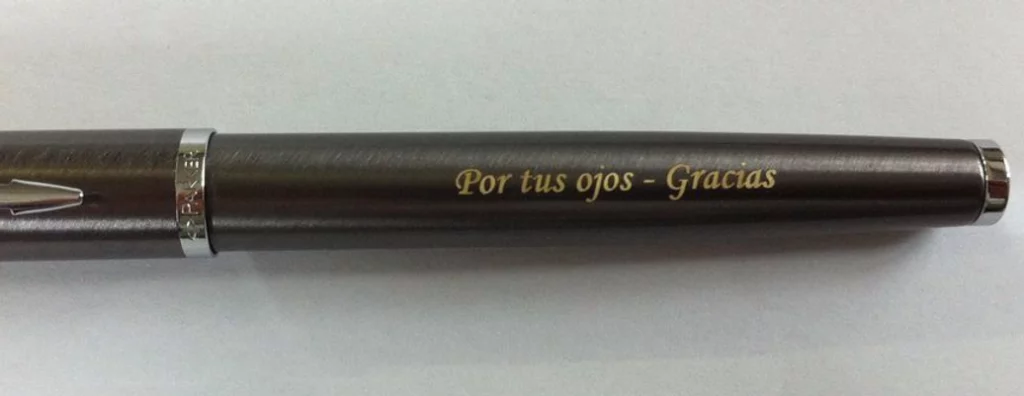 PARKER
Por tus ojos - Gracias